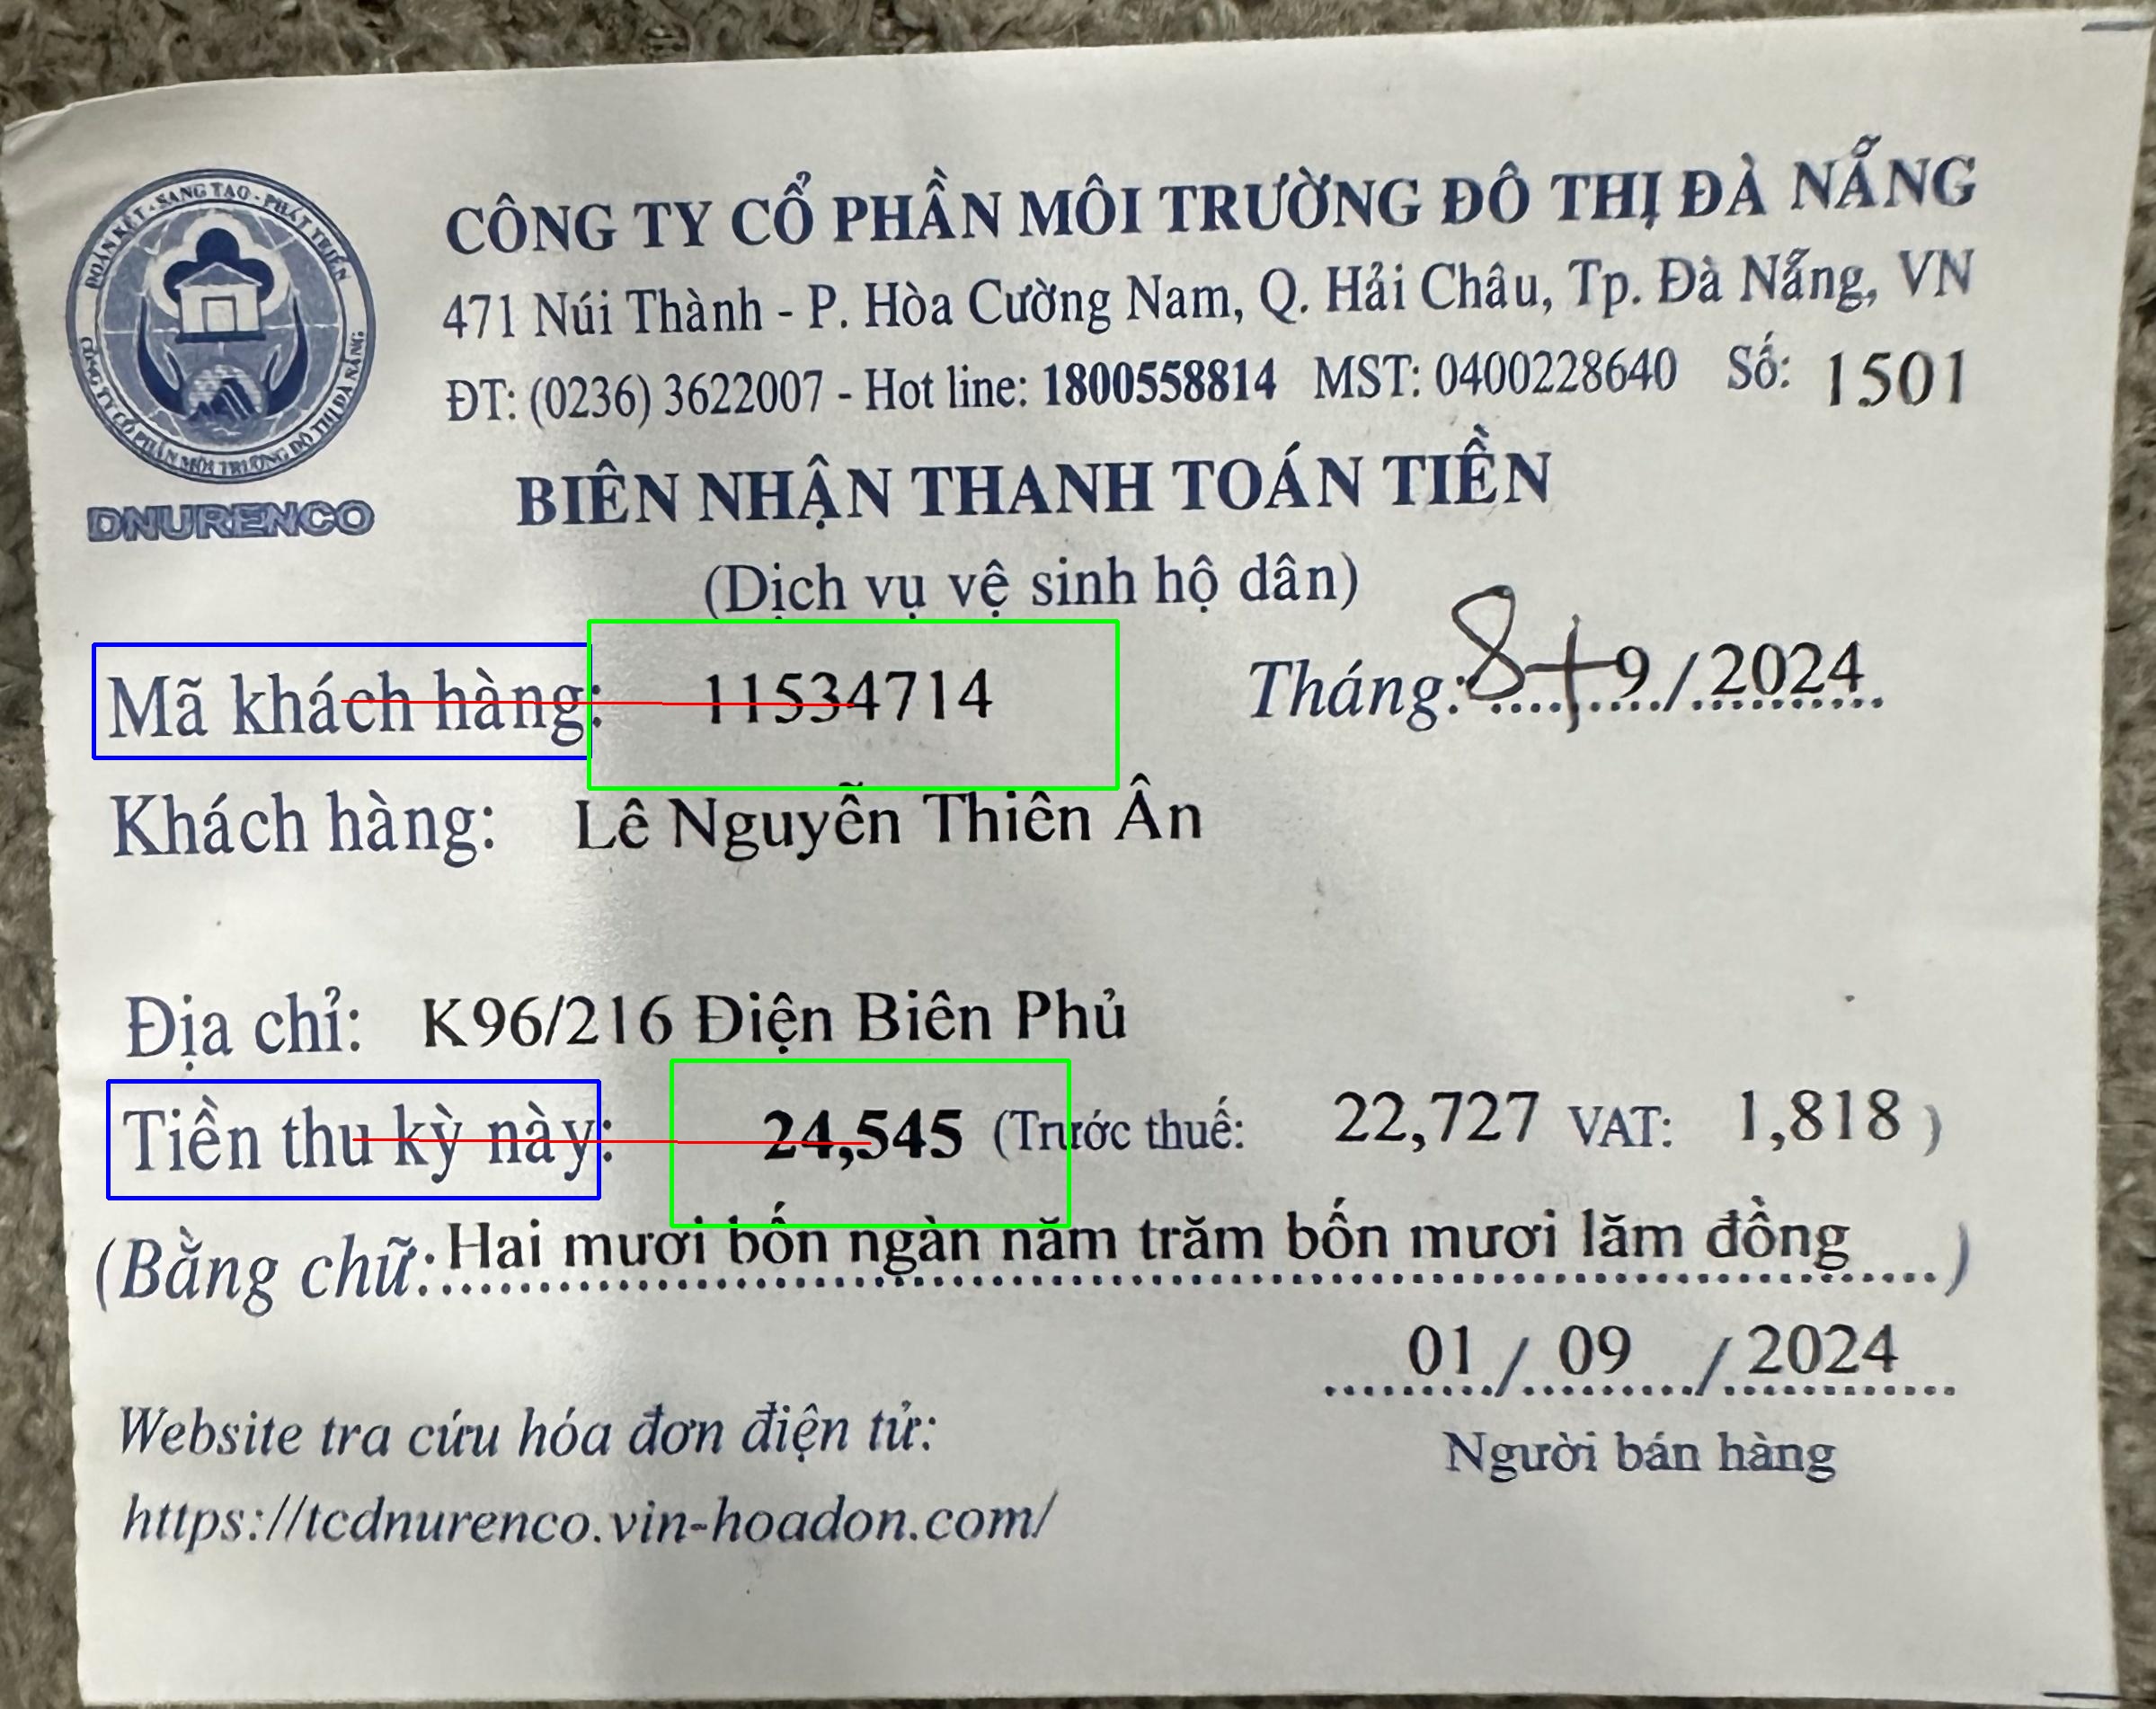 ĐOÀN KẾT - SANG TẠO - PHÁT TRIỂN
CÔNG TY CỔ PHẦN MÔI TRƯỜNG ĐÔ THỊ ĐÀ NẴNG
DNURENCO
CÔNG TY CỔ PHẦN MÔI TRƯỜNG ĐÔ THỊ ĐÀ NẴNG
471 Núi Thành - P. Hòa Cường Nam, Q. Hải Châu, Tp. Đà Nẵng, VN
ĐT: (0236) 3622007 - Hot line: 1800558814 MST: 0400228640 Số: 1501
BIÊN NHẬN THANH TOÁN TIỀN
(Dịch vụ vệ sinh hộ dân)
Mã khách hàng: 11534714 Tháng: 8+9/2024
Khách hàng: Lê Nguyễn Thiên Ân
Địa chỉ: K96/216 Điện Biên Phủ
Tiền thu kỳ này: 24,545 (Trước thuế: 22,727 VAT: 1,818 )
(Bằng chữ: Hai mươi bốn ngàn năm trăm bốn mươi lăm đồng )
01 / 09 / 2024
Người bán hàng
Website tra cứu hóa đơn điện tử:
https://tcdnurenco.vin-hoadon.com/